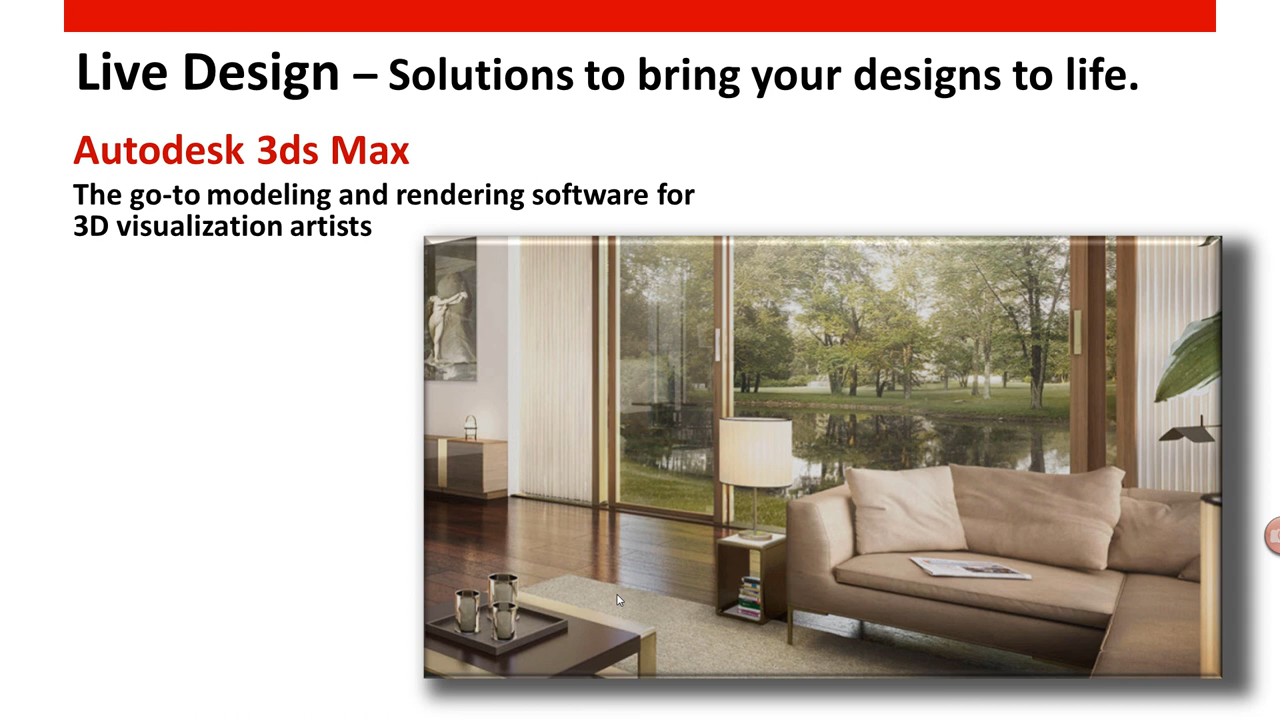 Live Design – Solutions to bring your designs to life.
Autodesk 3ds Max
The go-to modeling and rendering software for
3D visualization artists